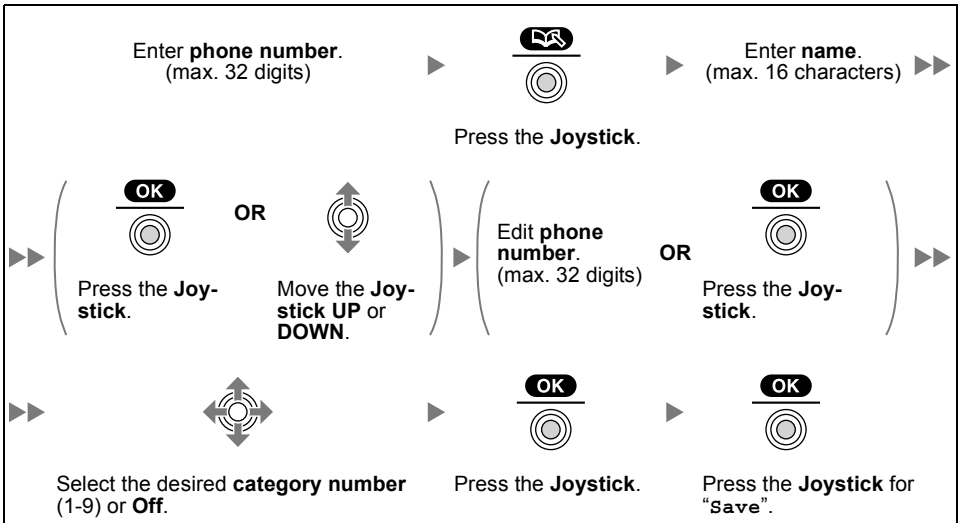 Enter phone number.
(max. 32 digits)
Press the Joystick.
Enter name.
(max. 16 characters)
OK
Press the Joy-
stick.
OR
Move the Joy-
stick UP or
DOWN.
Edit phone
number.
(max. 32 digits)
OR
OK
Press the Joy-
stick.
Select the desired category number
(1-9) or Off.
OK
Press the Joystick.
OK
Press the Joystick for
“Save”.